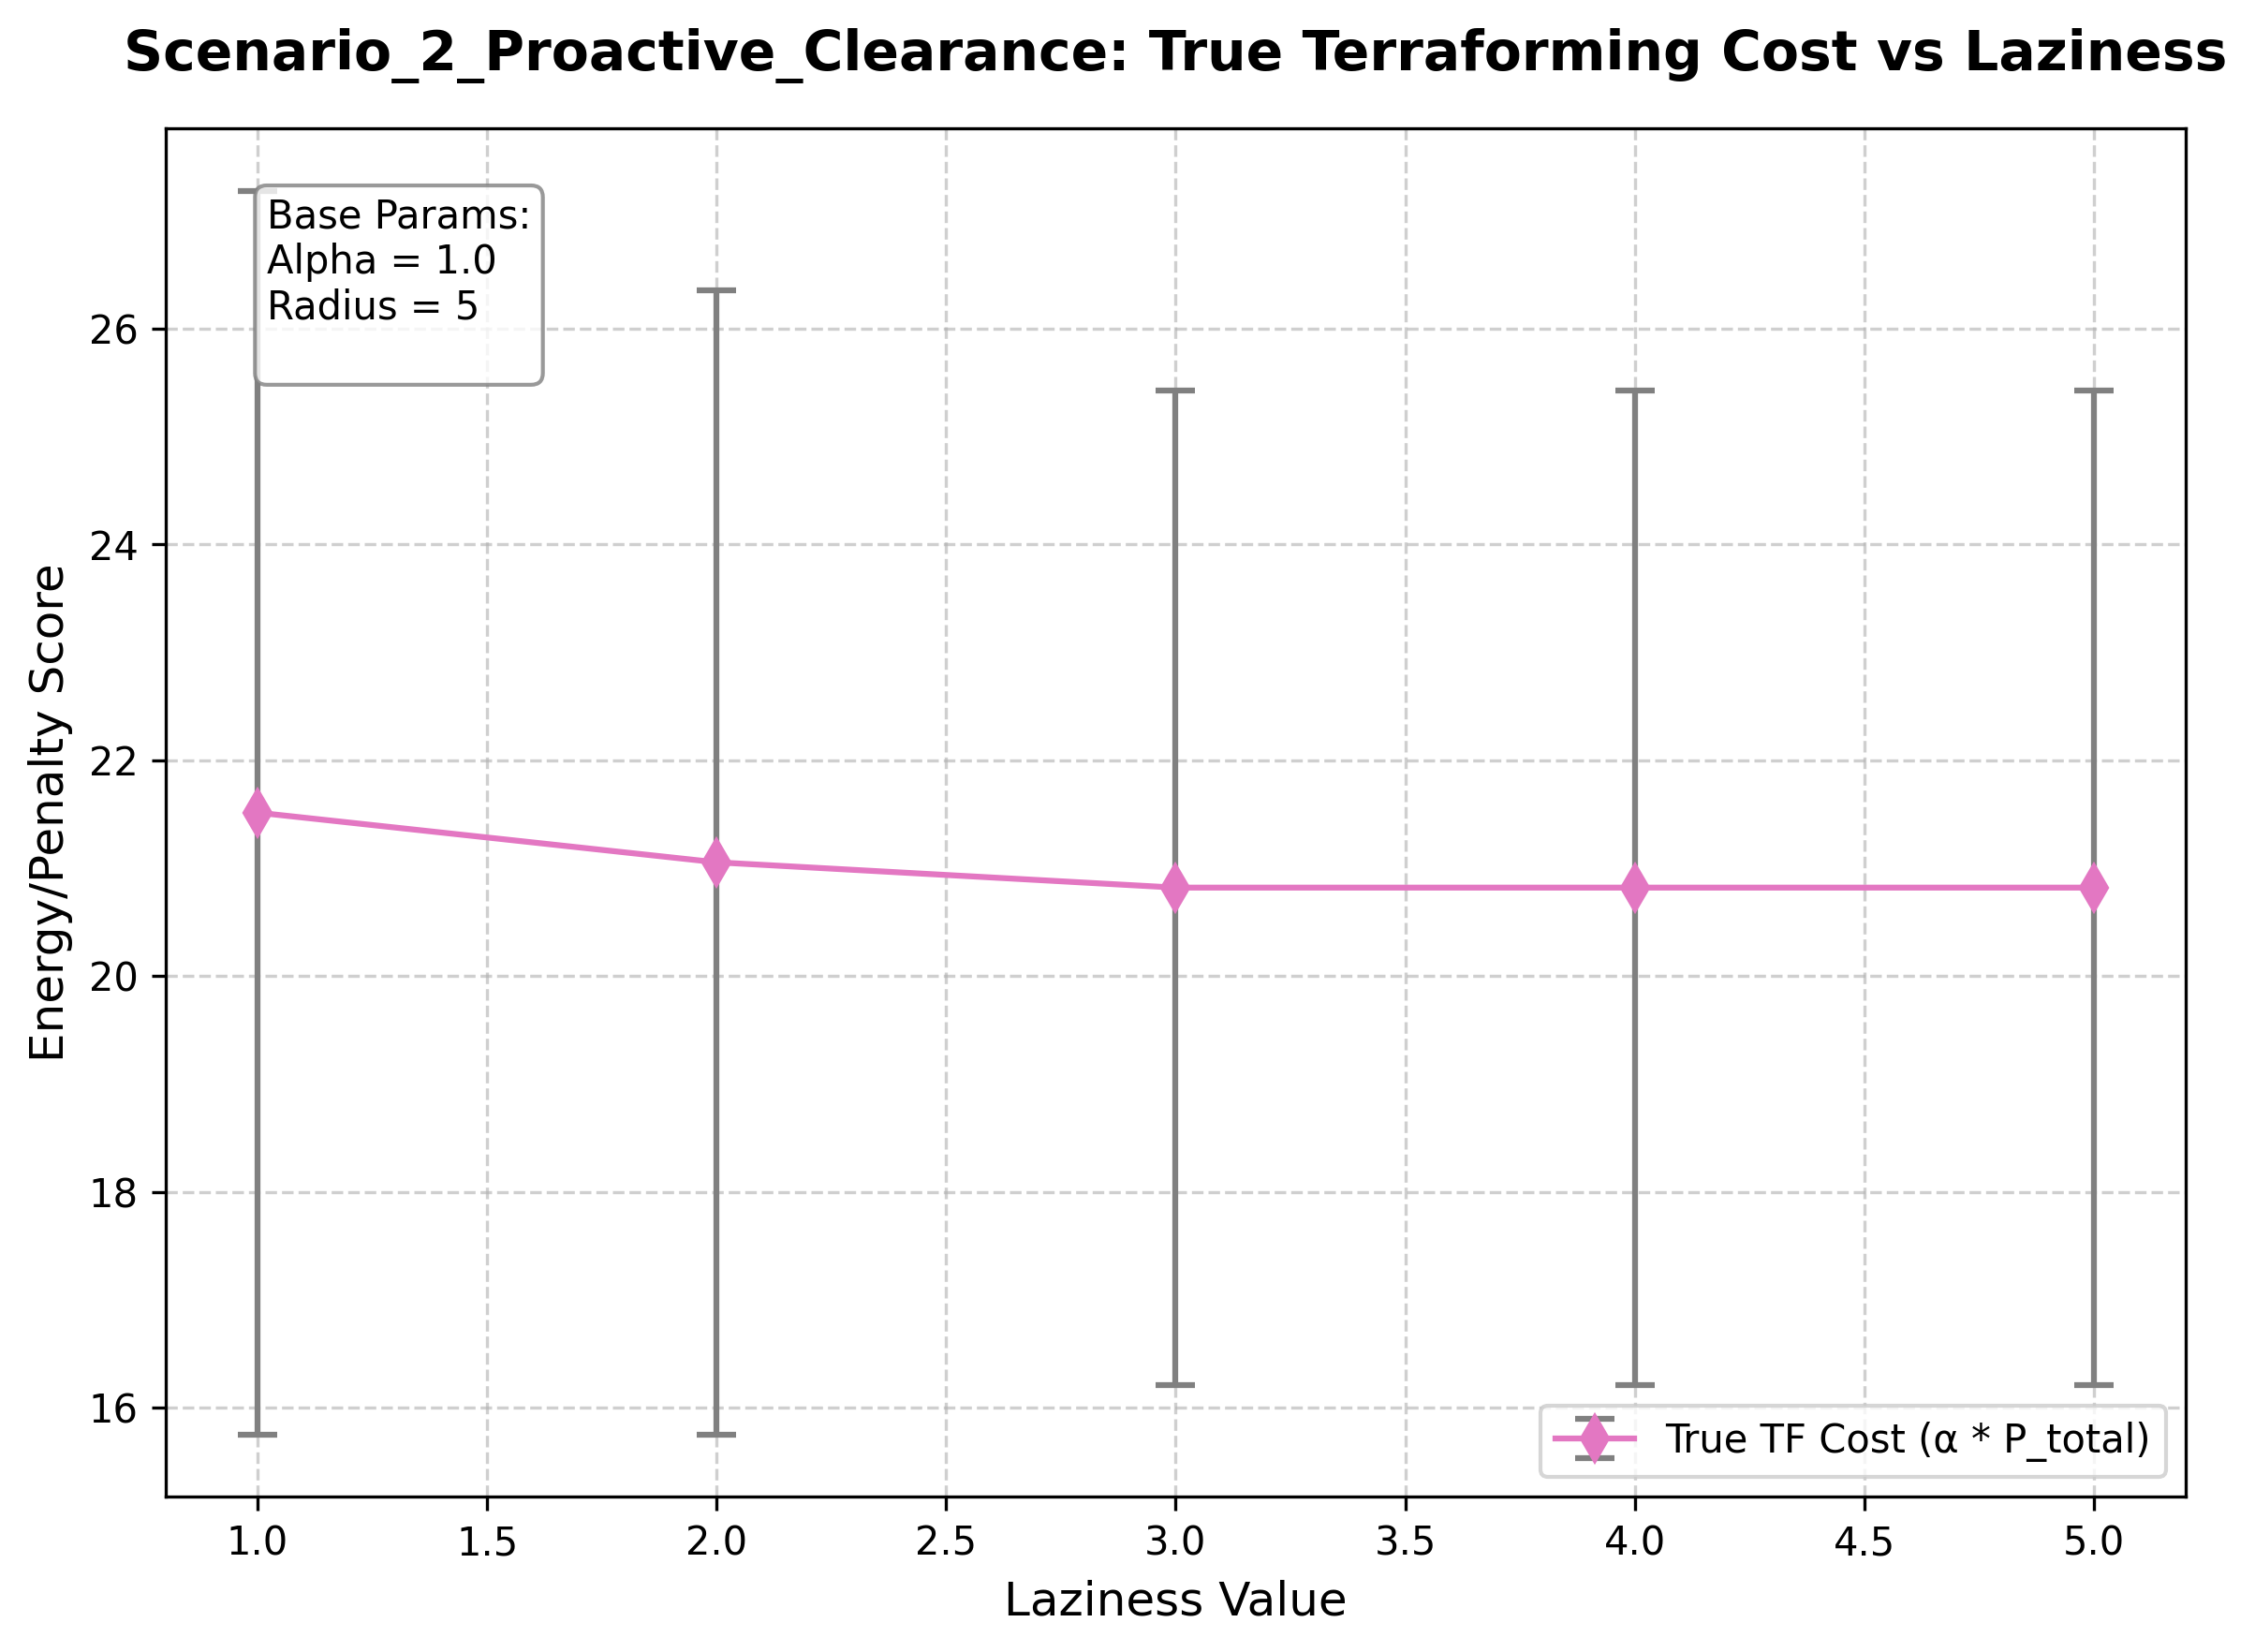 Scenario_2_Proactive_Clearance: True Terraforming Cost vs Laziness
Base Params:
Alpha = 1.0
Radius = 5
Energy/Penalty Score
26
24
22
20
18
16
True TF Cost (α * P_total)
1.0 1.5 2.0 2.5 3.0 3.5 4.0 4.5 5.0
Laziness Value